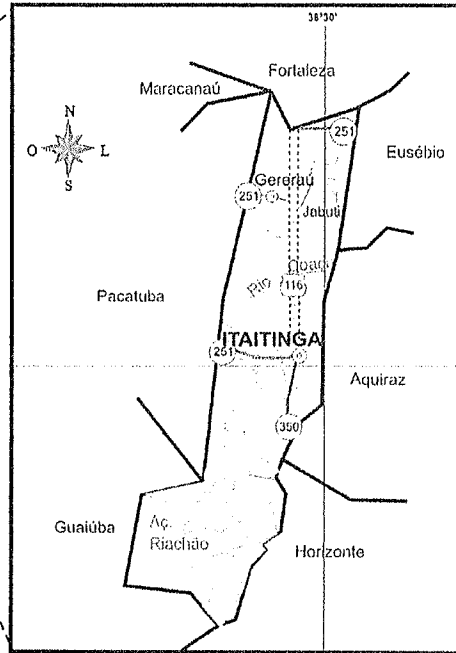 38°30'
Fortaleza
Maracanaú
N
O
L
S
251
Eusébio
Gereraú
251
Jabuti
Rio
116
Pacatuba
ITAITINGA
251
Aquiraz
350
Guaiúba
Aç.
Riachão
Horizonte